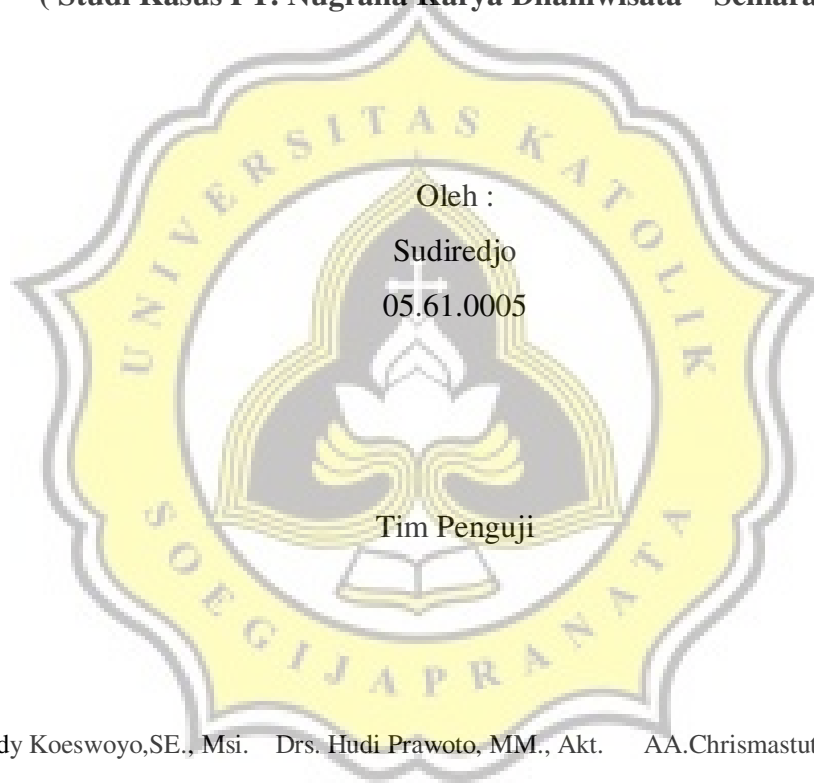 ( Studi Kasus PT. Nugraha Karya Dhaniwisata – Semara
UNIVERSITAS KATOLIK
Oleh :
Sudiredjo
05.61.0005
Tim Penguji
SOEGIJAPRANATA
dy Koeswoyo,SE., Msi. Drs. Hudi Prawoto, MM., Akt. AA.Chrismastut